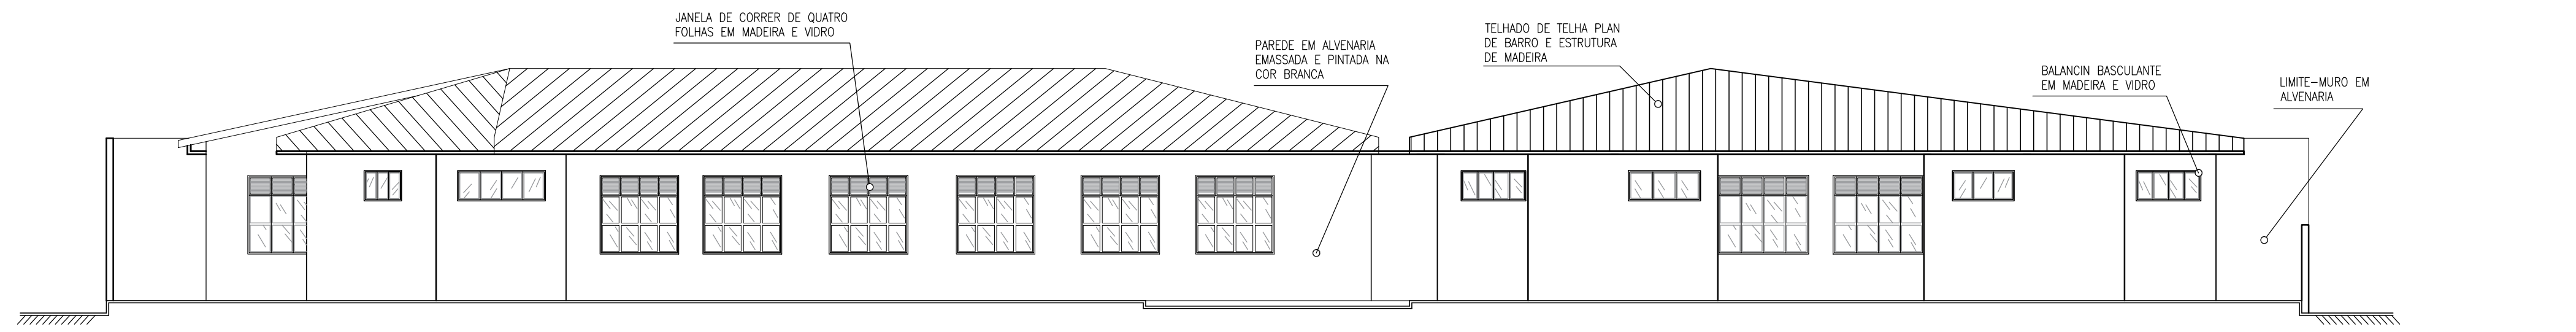 JANELA DE CORRER DE QUATRO
FOLHAS EM MADEIRA E VIDRO
PAREDE EM ALVENARIA
EMASSADA E PINTADA NA
COR BRANCA
TELHADO DE TELHA PLAN
DE BARRO E ESTRUTURA
DE MADEIRA
BALANCIN BASCULANTE
EM MADEIRA E VIDRO
LIMITE-MURO EM
ALVENARIA